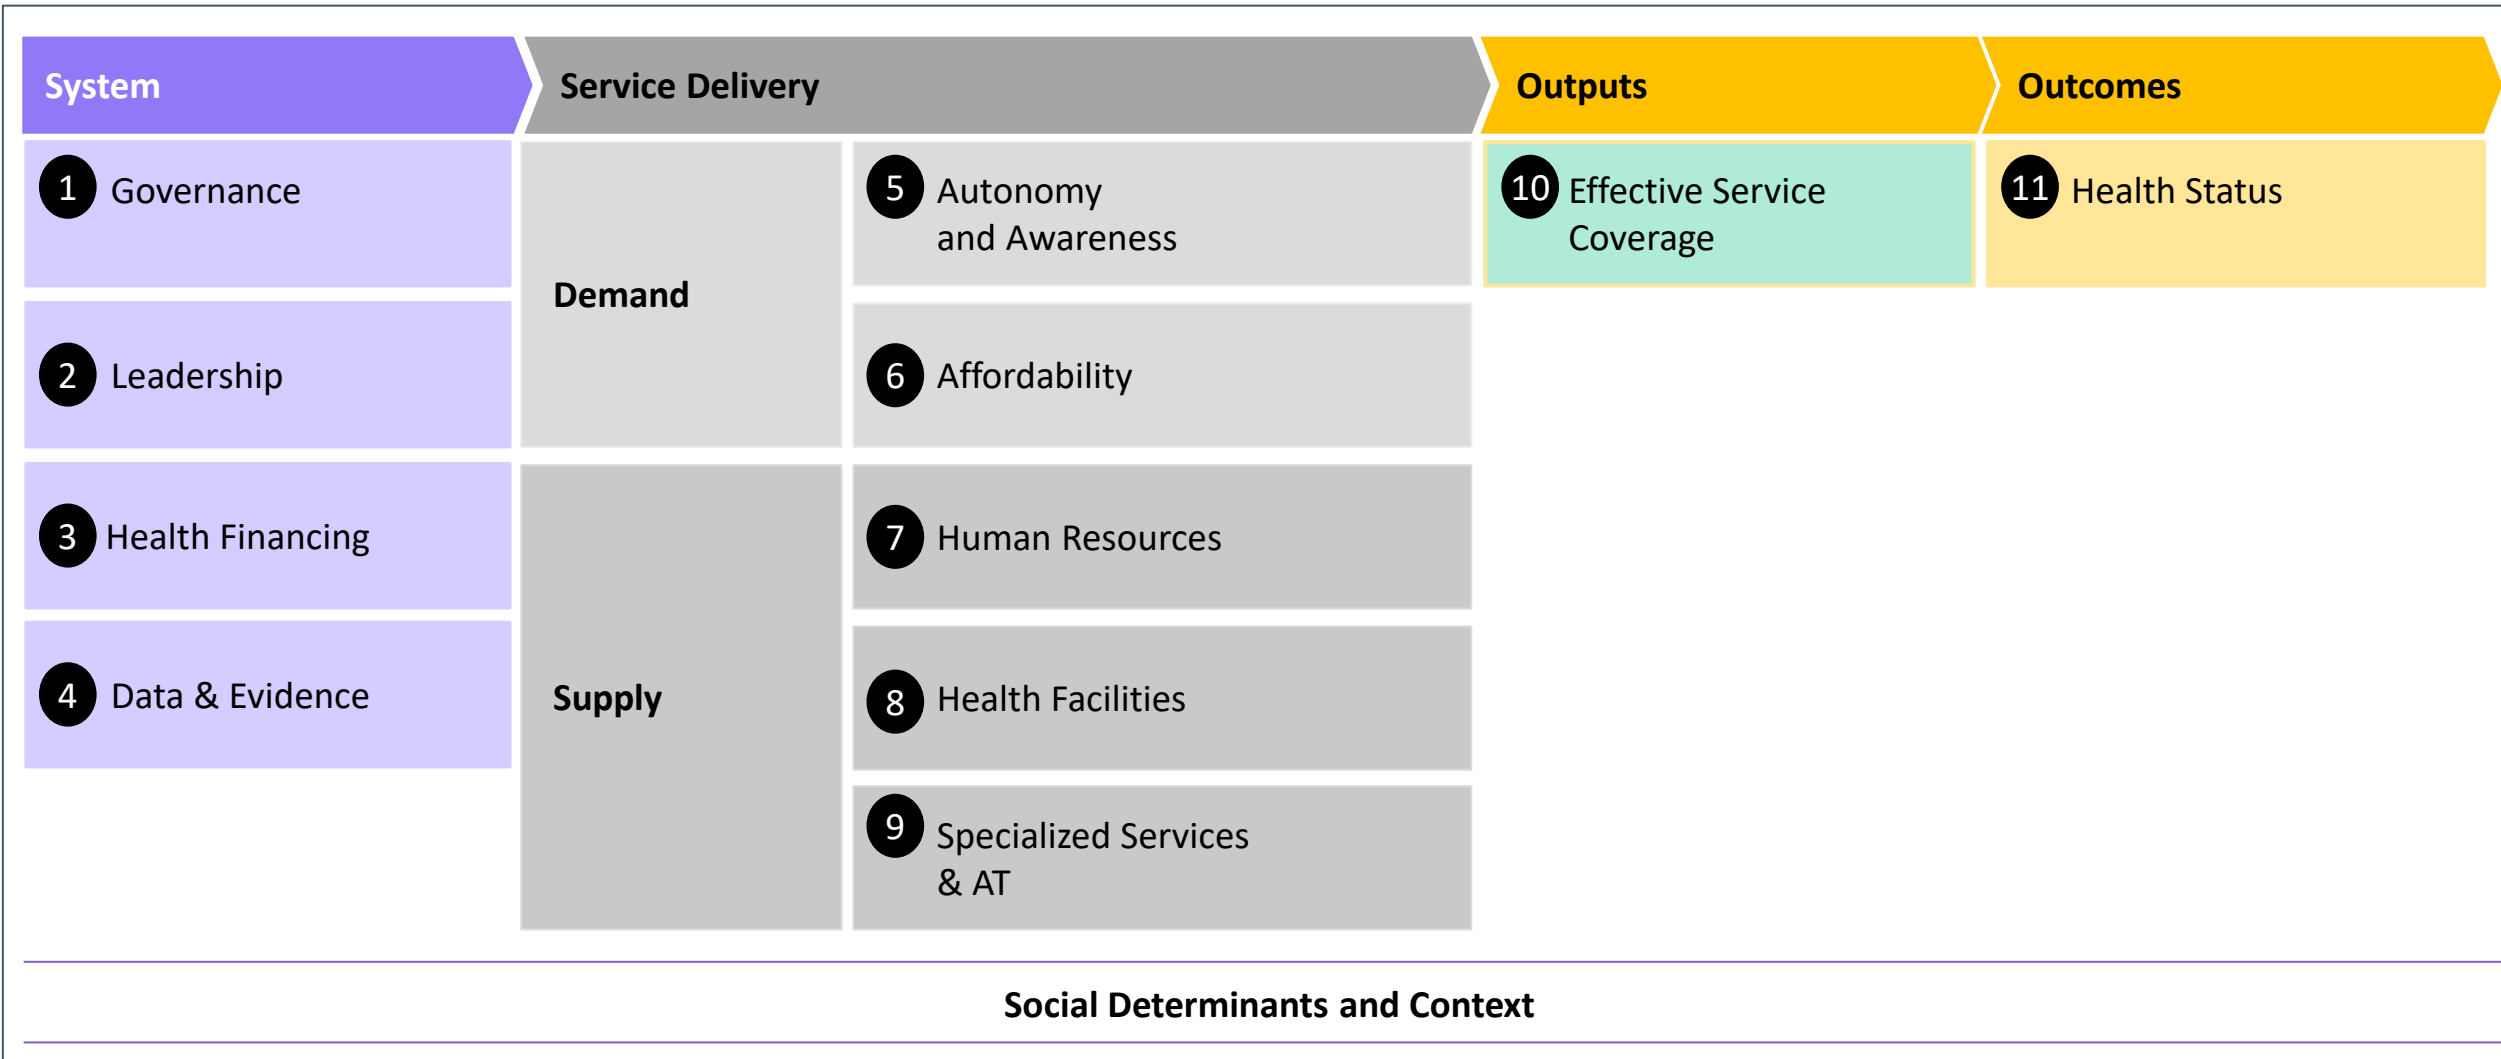 System
Service Delivery
Outputs
Outcomes
1 Governance
2 Leadership
3 Health Financing
4 Data & Evidence
Demand
5 Autonomy
and Awareness
6 Affordability
Supply
7 Human Resources
8 Health Facilities
9 Specialized Services
& AT
10 Effective Service
Coverage
11 Health Status
Social Determinants and Context